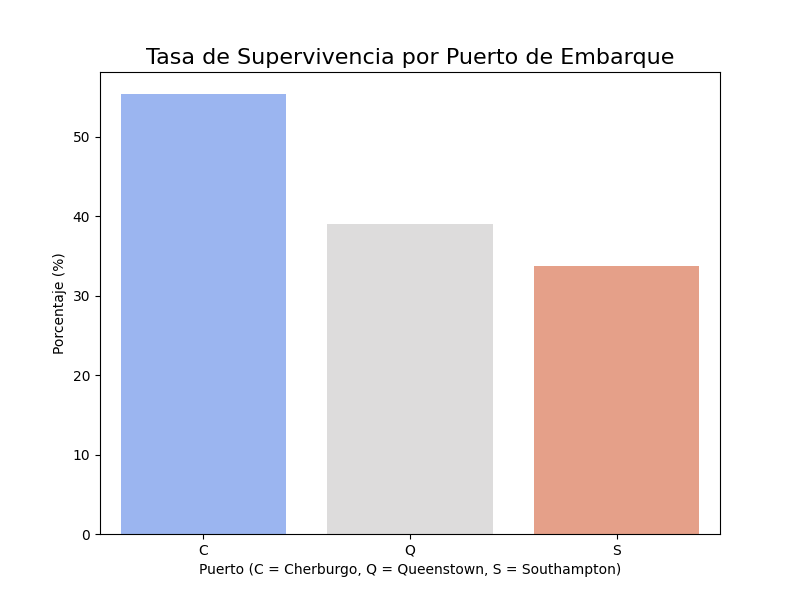 Tasa de Supervivencia por Puerto de Embarque
Porcentaje (%)
50
40
30
20
10
0
C Q S
Puerto (C = Cherburgo, Q = Queenstown, S = Southampton)